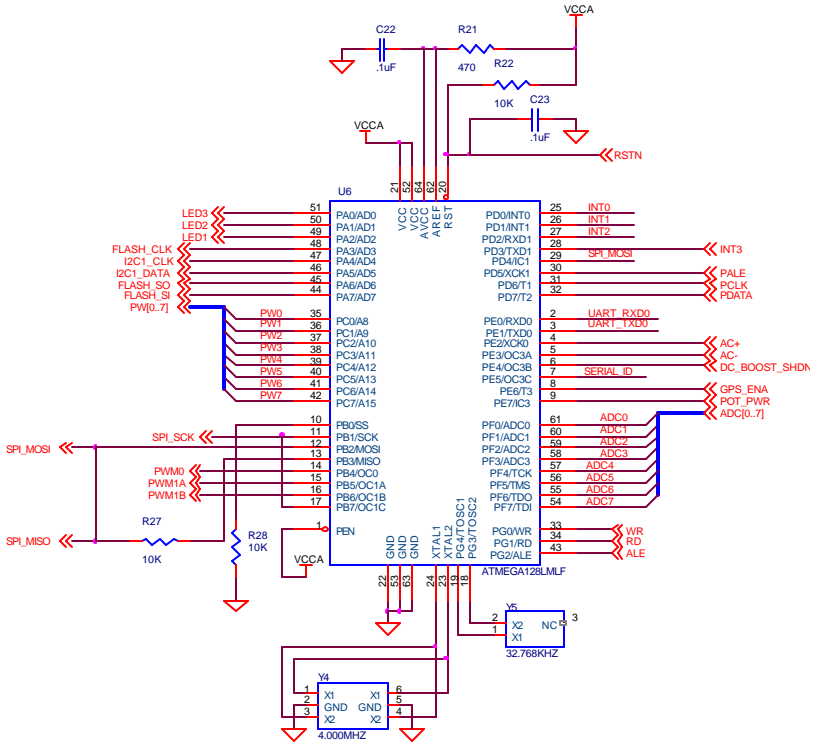 VCCA
C22
.1uF
R21
470
R22
10K
C23
.1uF
VCCA
RSTN
U6
21 VCC
52 VCC
64 AVCC
62 AREF
20 RST
LED3 51 PA0/AD0
LED2 50 PA1/AD1
LED1 49 PA2/AD2
FLASH_CLK 48 PA3/AD3
I2C1_CLK 47 PA4/AD4
I2C1_DATA 46 PA5/AD5
FLASH_SO 45 PA6/AD6
FLASH_SI 44 PA7/AD7
PW[0..7]
PW0 35 PC0/A8
PW1 36 PC1/A9
PW2 37 PC2/A10
PW3 38 PC3/A11
PW4 39 PC4/A12
PW5 40 PC5/A13
PW6 41 PC6/A14
PW7 42 PC7/A15
10 PB0/SS
SPI_SCK 11 PB1/SCK
SPI_MOSI 12 PB2/MOSI
13 PB3/MISO
PWM0 14 PB4/OC0
PWM1A 15 PB5/OC1A
PWM1B 16 PB6/OC1B
17 PB7/OC1C
1 PEN
SPI_MISO
R27
10K
R28
10K
VCCA
PD0/INT0 25 INT0
PD1/INT1 26 INT1
PD2/RXD1 27 INT2
PD3/TXD1 28 INT3
PD4/IC1 29 SPI_MOSI
PD5/XCK1 30 PALE
PD6/T1 31 PCLK
PD7/T2 32 PDATA
PE0/RXD0 2 UART_RXD0
PE1/TXD0 3 UART_TXD0
PE2/XCK0 4 AC+
PE3/OC3A 5 AC-
PE4/OC3B 6 DC_BOOST_SHDN
PE5/OC3C 7 SERIAL_ID
PE6/T3 8 GPS_ENA
PE7/IC3 9 POT_PWR
ADC[0..7]
PF0/ADC0 61 ADC0
PF1/ADC1 60 ADC1
PF2/ADC2 59 ADC2
PF3/ADC3 58 ADC3
PF4/TCK 57 ADC4
PF5/TMS 56 ADC5
PF6/TDO 55 ADC6
PF7/TDI 54 ADC7
PG0/WR 33 WR
PG1/RD 34 RD
PG2/ALE 43 ALE
GND 22
GND 53
GND 63
XTAL1 24
XTAL2 23
PG4/TOSC1 19
PG3/TOSC2 18
ATMEGA128LMLF
Y5
2 X2 NC 3
1 X1
32.768KHZ
Y4
1 X1 X1 6
2 GND GND 5
3 X2 X2 4
4.000MHZ